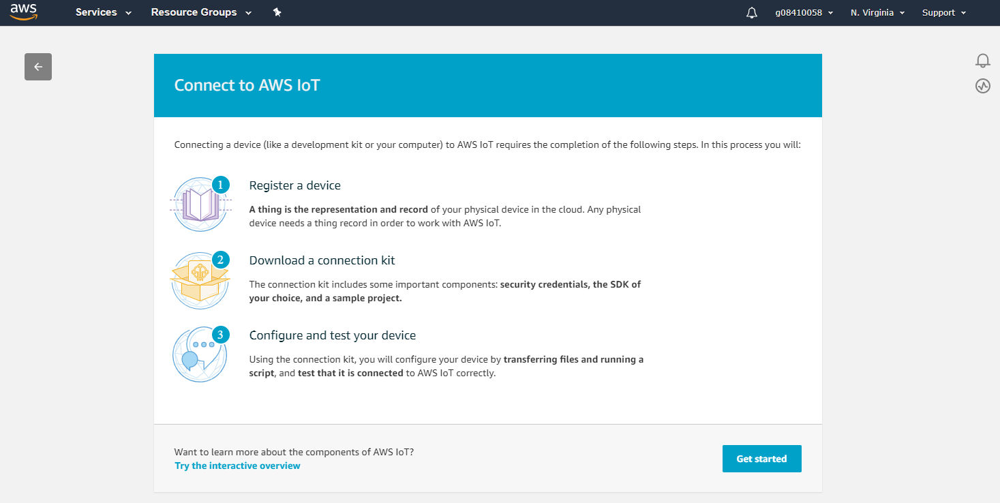 aws Services Resource Groups g08410058 N. Virginia Support
Connect to AWS IoT
Connecting a device (like a development kit or your computer) to AWS IoT requires the completion of the following steps. In this process you will:
1 Register a device
A thing is the representation and record of your physical device in the cloud. Any physical
device needs a thing record in order to work with AWS IoT.
2 Download a connection kit
The connection kit includes some important components: security credentials, the SDK of
your choice, and a sample project.
3 Configure and test your device
Using the connection kit, you will configure your device by transferring files and running a
script, and test that it is connected to AWS IoT correctly.
Want to learn more about the components of AWS IoT?
Try the interactive overview
Get started